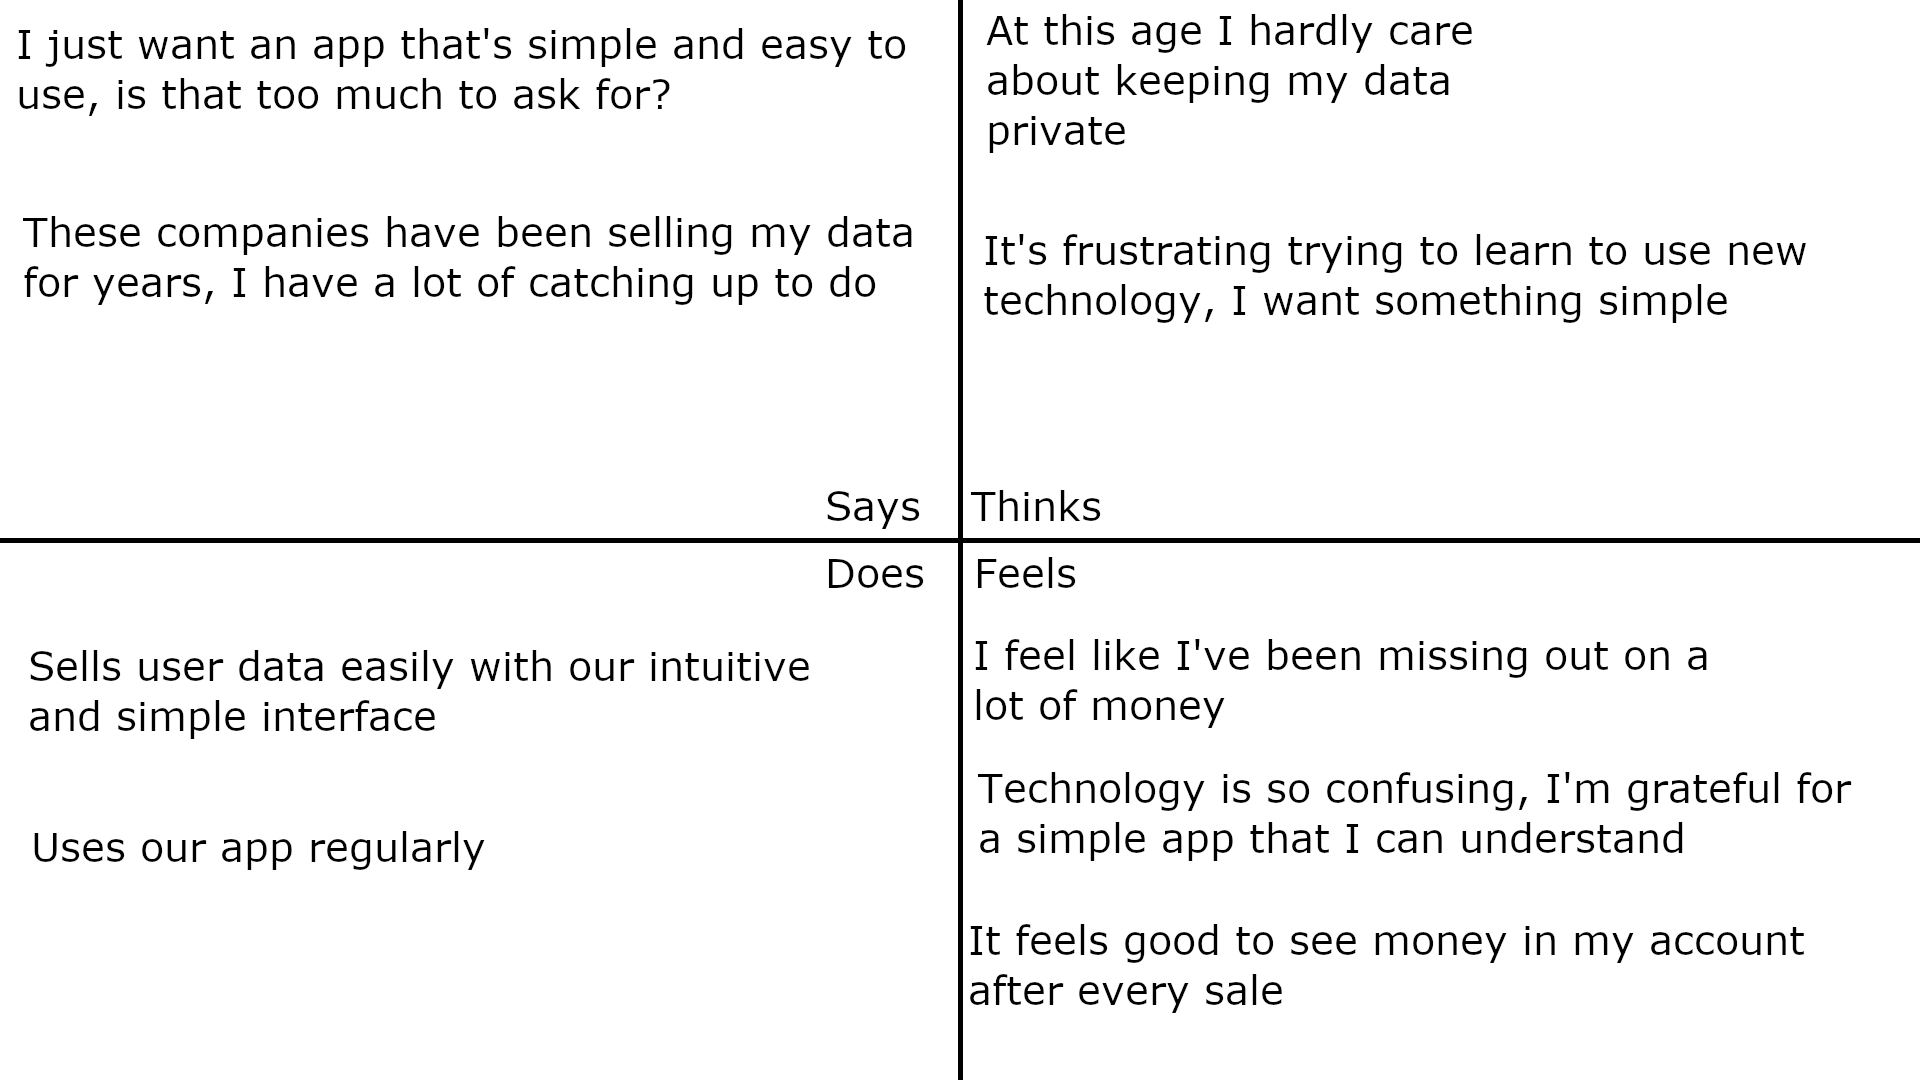 I just want an app that's simple and easy to
use, is that too much to ask for?
These companies have been selling my data
for years, I have a lot of catching up to do
Says
At this age I hardly care
about keeping my data
private
It's frustrating trying to learn to use new
technology, I want something simple
Thinks
Does
Sells user data easily with our intuitive
and simple interface
Uses our app regularly
Feels
I feel like I've been missing out on a
lot of money
Technology is so confusing, I'm grateful for
a simple app that I can understand
It feels good to see money in my account
after every sale